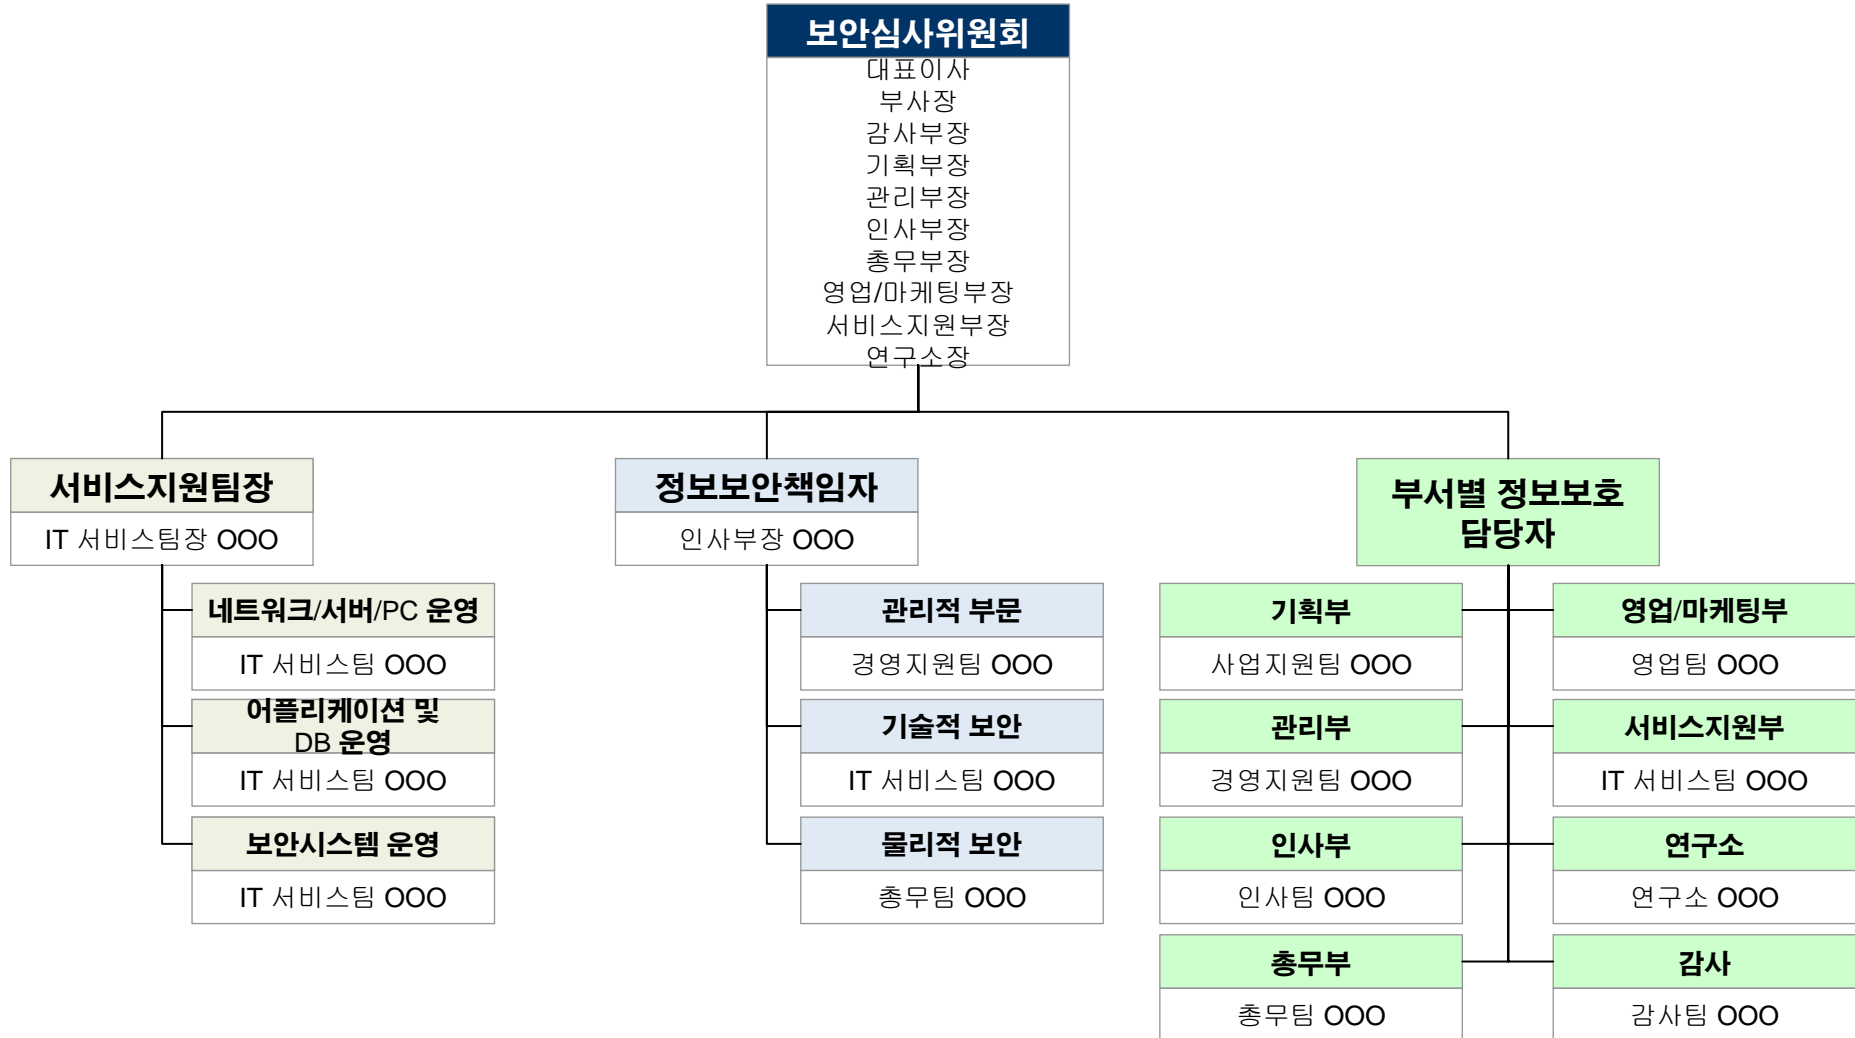 보안심사위원회
대표이사
부사장
감사부장
기획부장
관리부장
인사부장
총무부장
영업/마케팅부장
서비스지원부장
연구소장
서비스지원팀장
IT 서비스팀장 OOO
네트워크/서버/PC 운영
IT 서비스팀 OOO
어플리케이션 및
DB 운영
IT 서비스팀 OOO
보안시스템 운영
IT 서비스팀 OOO
정보보안책임자
인사부장 OOO
관리적 부문
경영지원팀 OOO
기술적 보안
IT 서비스팀 OOO
물리적 보안
총무팀 OOO
부서별 정보보호
담당자
기획부
사업지원팀 OOO
관리부
경영지원팀 OOO
인사부
인사팀 OOO
총무부
총무팀 OOO
영업/마케팅부
영업팀 OOO
서비스지원부
IT 서비스팀 OOO
연구소
연구소 OOO
감사
감사팀 OOO